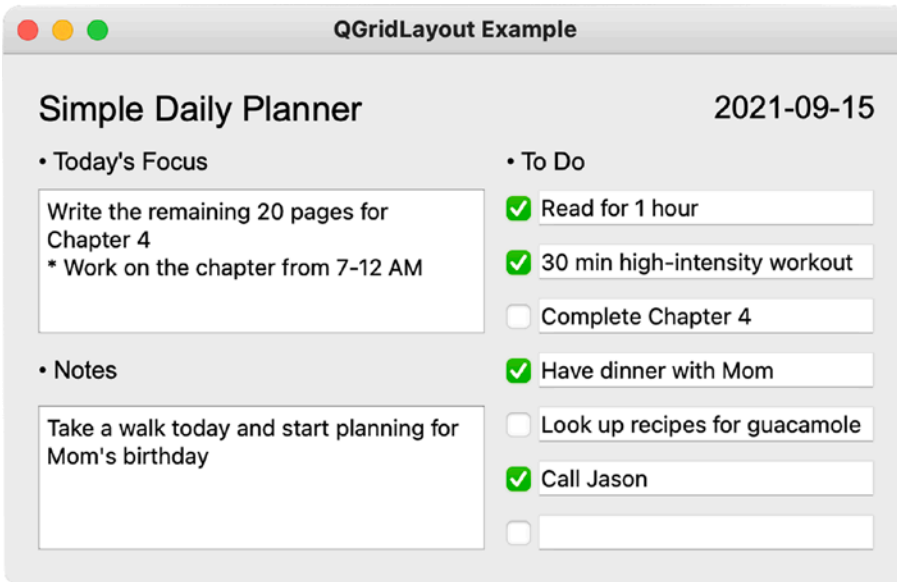 QGridLayout Example
Simple Daily Planner
2021-09-15
• Today's Focus
Write the remaining 20 pages for
Chapter 4
* Work on the chapter from 7-12 AM
• Notes
Take a walk today and start planning for
Mom's birthday
• To Do
Read for 1 hour
30 min high-intensity workout
Complete Chapter 4
Have dinner with Mom
Look up recipes for guacamole
Call Jason